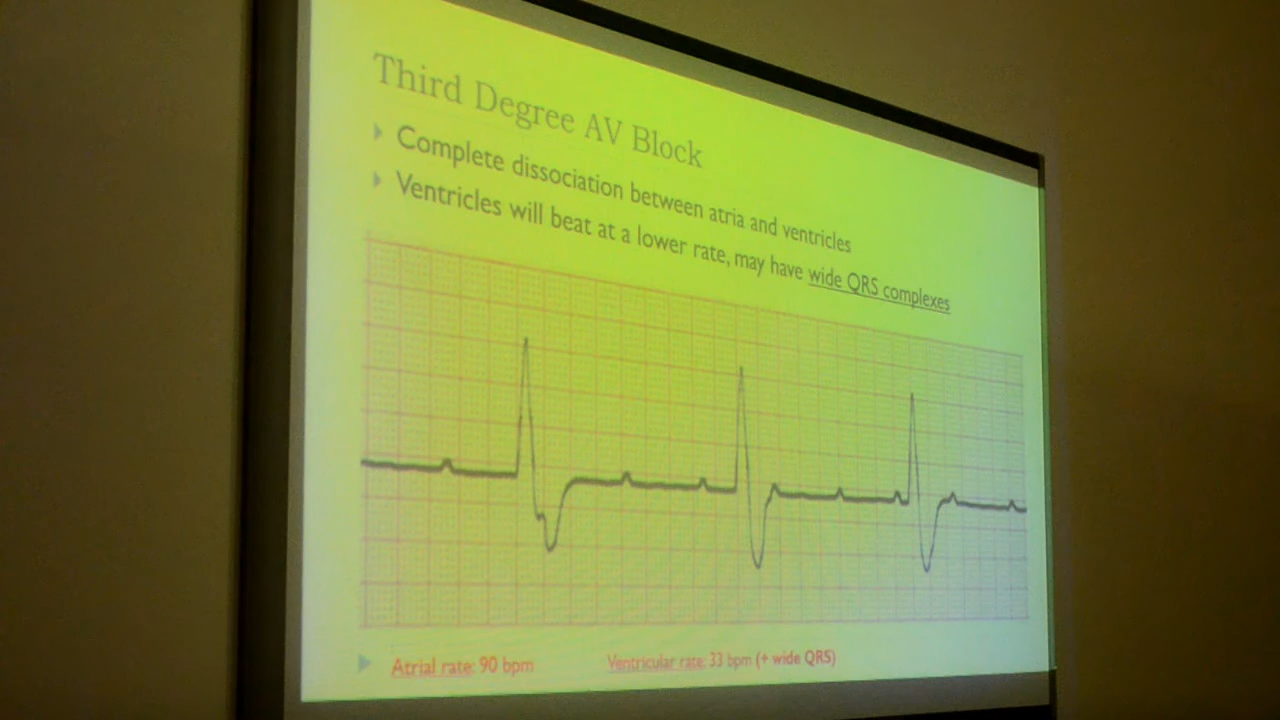 Third Degree AV Block
Complete dissociation between atria and ventricles
Ventricles will beat at a lower rate, may have wide QRS complexes
Atrial rate: 90 bpm
Ventricular rate: 33 bpm (+ wide QRS)